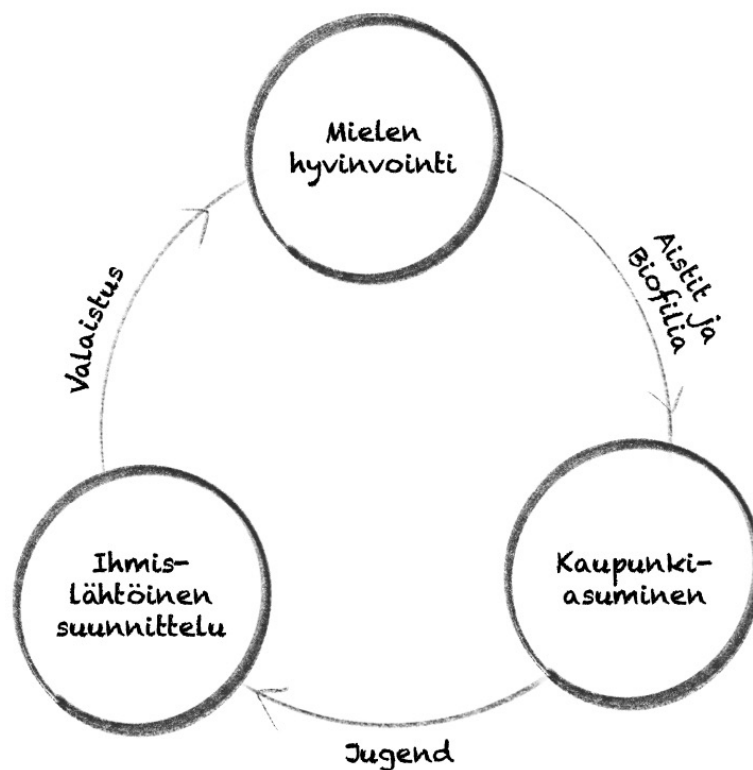 Mielen
hyvinvointi
Aistit ja
Biofilia
Valaistus
Ihmis-
lähtöinen
suunnittelu
Kaupunki-
asuminen
Jugend